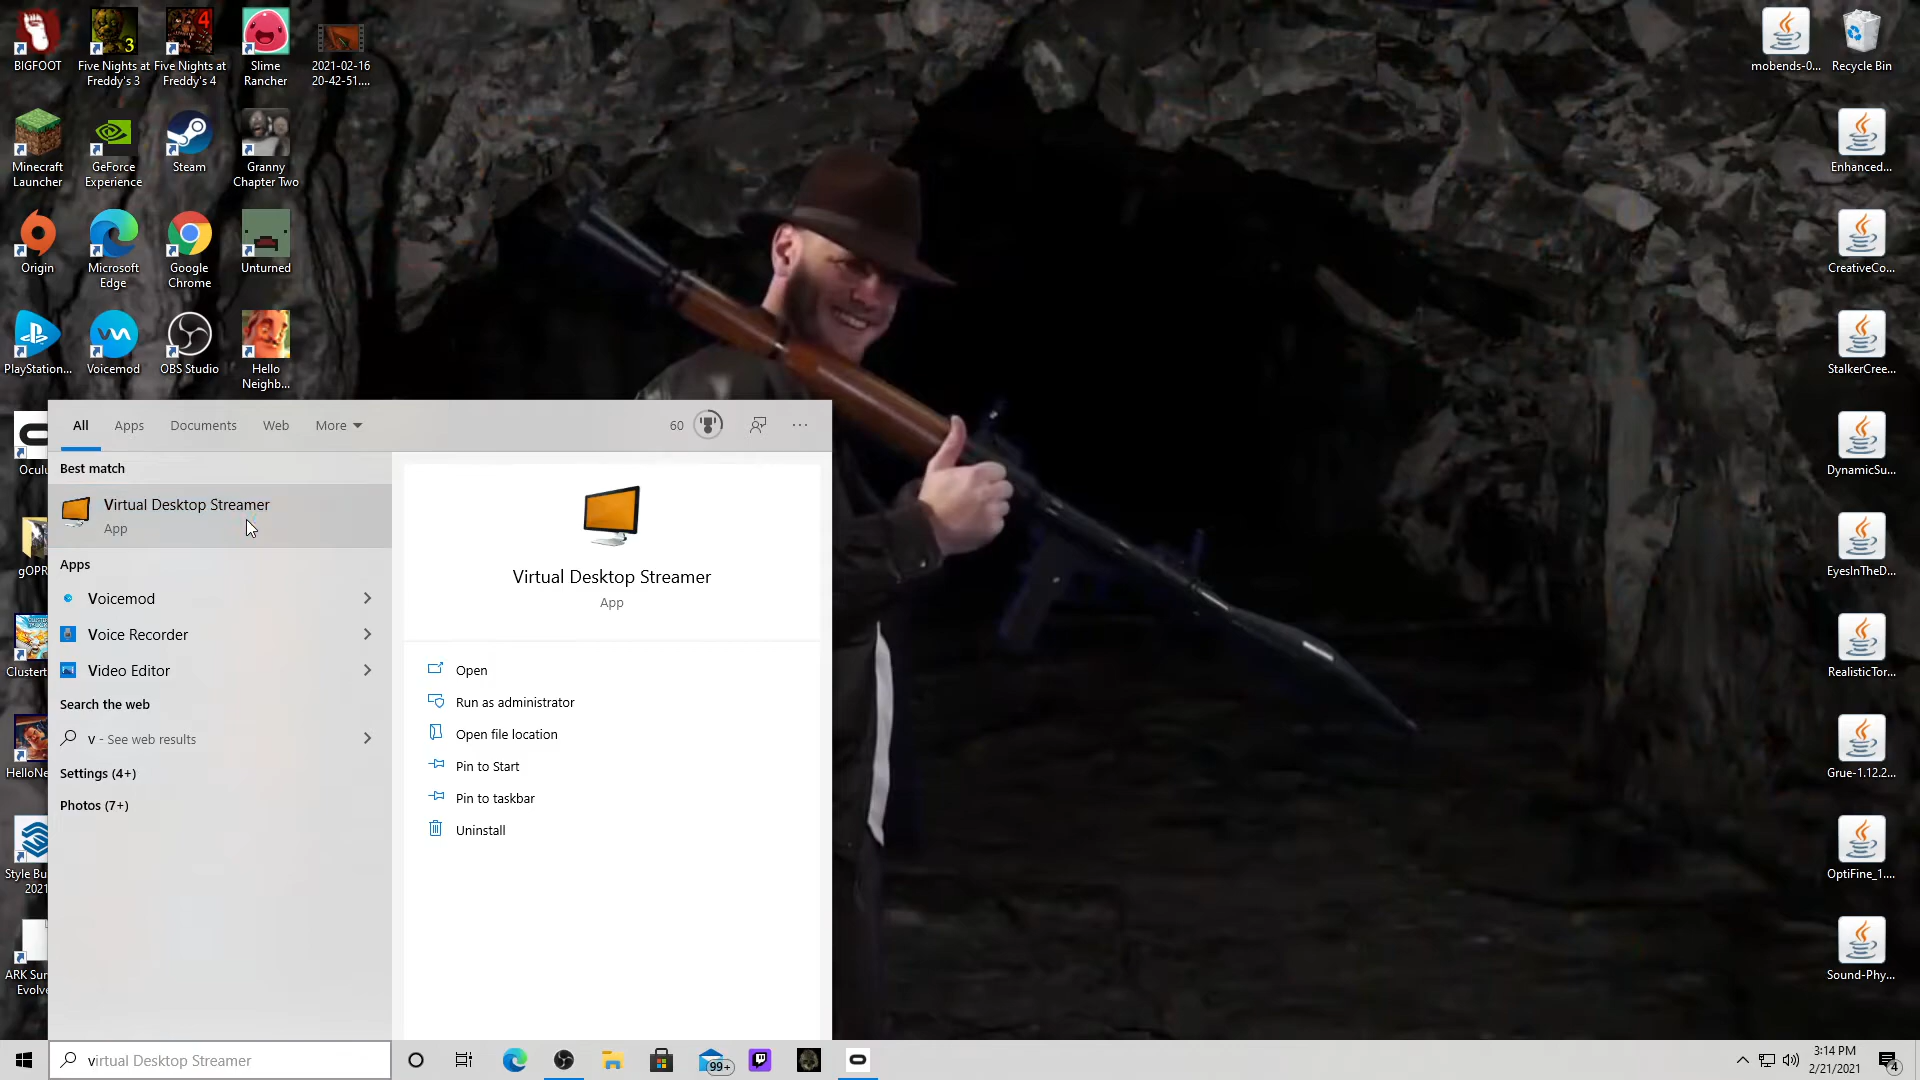 BIGFOOT
3
Five Nights at
Freddy's 3
4
Five Nights at
Freddy's 4
Slime
Rancher
2021-02-16
20-42-51....
mobends-0...
Recycle Bin
Minecraft
Launcher
GeForce
Experience
Steam
Granny
Chapter Two
Enhanced...
Origin
Microsoft
Edge
Google
Chrome
Unturned
CreativeCo...
PlayStation...
Voicemod
OBS Studio
Hello
Neighb...
StalkerCree...
Ocul
gOPR
Clustert
HelloNe
Style Bu
2021
ARK Sur
Evolve
All
Apps
Documents
Web
More
60
...
Best match
Virtual Desktop Streamer
App
Apps
Voicemod
Voice Recorder
Video Editor
Search the web
v - See web results
Settings (4+)
Photos (7+)
Virtual Desktop Streamer
App
Open
Run as administrator
Open file location
Pin to Start
Pin to taskbar
Uninstall
DynamicSu...
EyesInTheD...
RealisticTor...
Grue-1.12.2...
OptiFine_1....
Sound-Phy...
virtual Desktop Streamer
99+
3:14 PM
2/21/2021
4